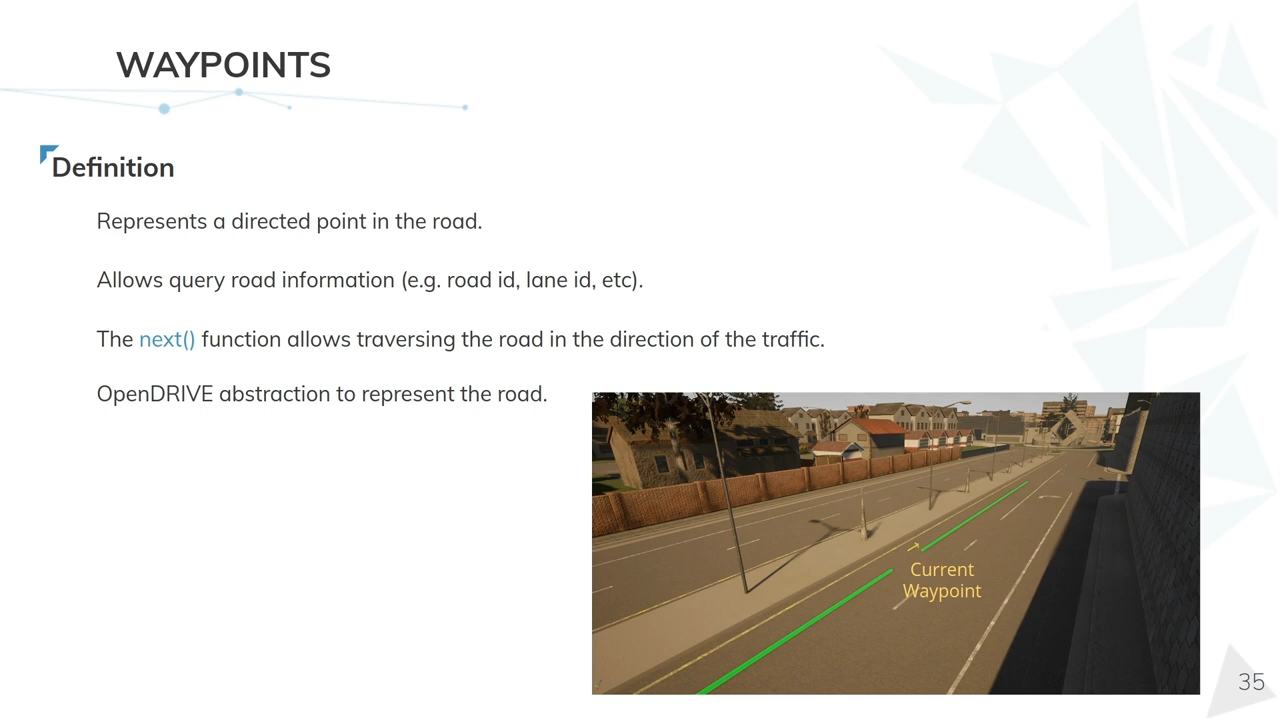 WAYPOINTS
Definition
Represents a directed point in the road.
Allows query road information (e.g. road id, lane id, etc).
The next() function allows traversing the road in the direction of the traffic.
OpenDRIVE abstraction to represent the road.
Current
Waypoint
35